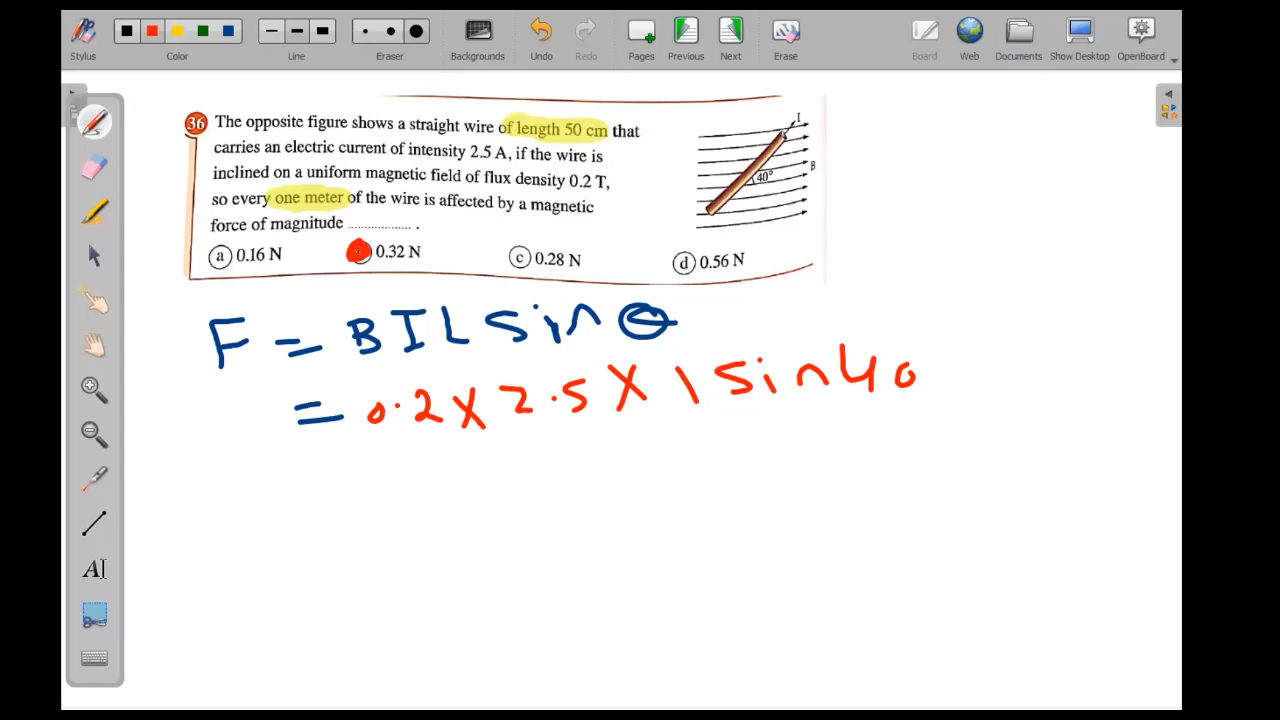 Stylus Color Line Eraser Backgrounds Undo Redo Pages Previous Next Erase Board Web Documents Show Desktop OpenBoard
36 The opposite figure shows a straight wire of length 50 cm that
carries an electric current of intensity 2.5 A, if the wire is
inclined on a uniform magnetic field of flux density 0.2 T,
so every one meter of the wire is affected by a magnetic
force of magnitude .................. .
a 0.16 N 0.32 N c 0.28 N d 0.56 N
I
B
40°
F = BIL sin Θ
= 0.2 X 2.5 X 1 sin 40